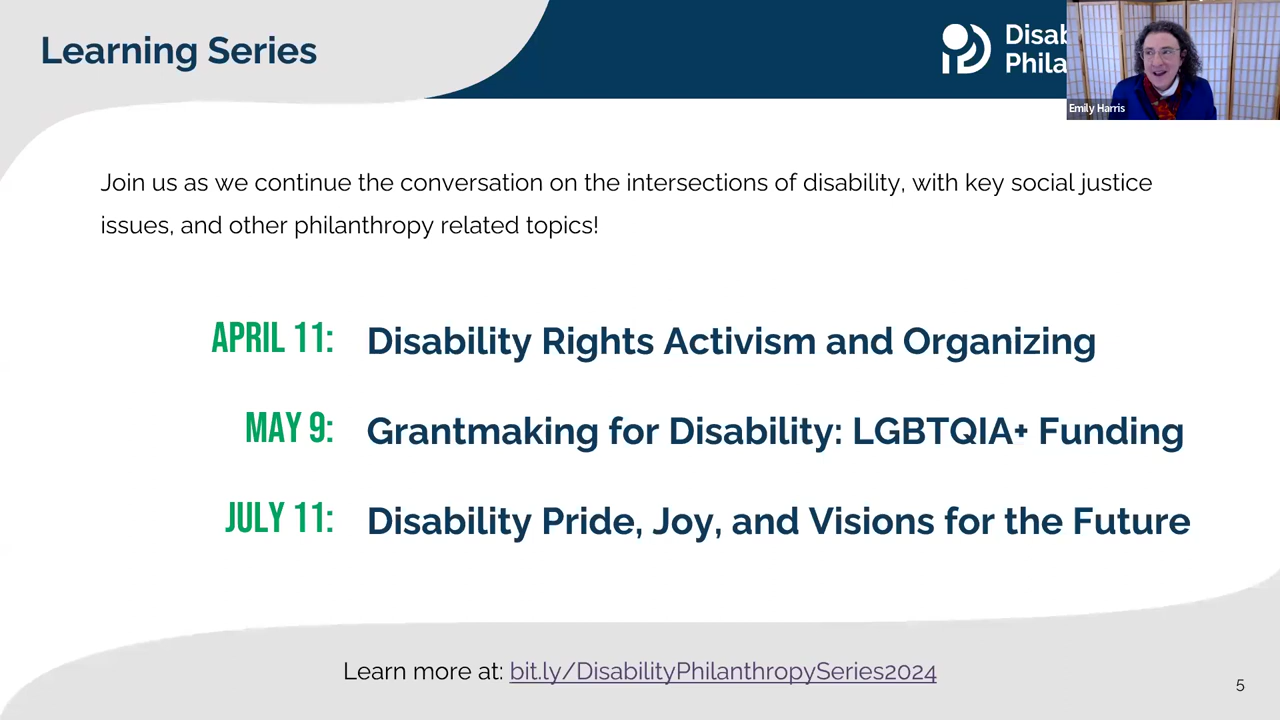 Learning Series
Disab
Phila
Emily Harris
Join us as we continue the conversation on the intersections of disability, with key social justice
issues, and other philanthropy related topics!
APRIL 11: Disability Rights Activism and Organizing
MAY 9: Grantmaking for Disability: LGBTQIA+ Funding
JULY 11: Disability Pride, Joy, and Visions for the Future
Learn more at: bit.ly/DisabilityPhilanthropySeries2024
5